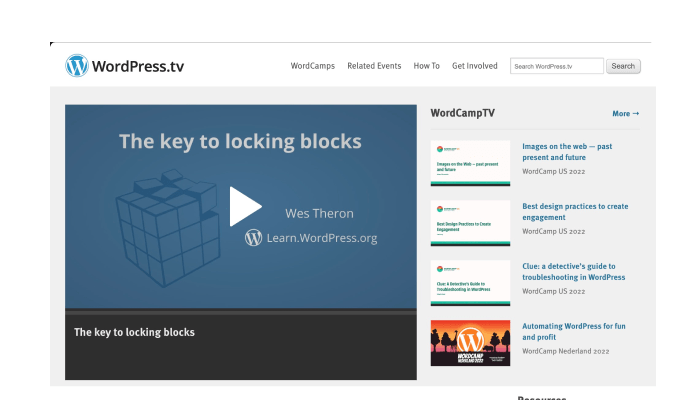 WordPress.tv
WordCamps Related Events How To Get Involved Search WordPress.tv Search
The key to locking blocks
Wes Theron
Learn.WordPress.org
The key to locking blocks
WordCampTV More →
Images on the Web — past present
and future
Images on the web — past
present and future
WordCamp US 2022
Best Design Practices to Create
Engagement
Best design practices to create
engagement
WordCamp US 2022
Clue: A Detective's Guide to
Troubleshooting in WordPress
Clue: a detective's guide to
troubleshooting in WordPress
WordCamp US 2022
WORDCAMP
NEDERLAND 2022
Automating WordPress for fun
and profit
WordCamp Nederland 2022
Resources